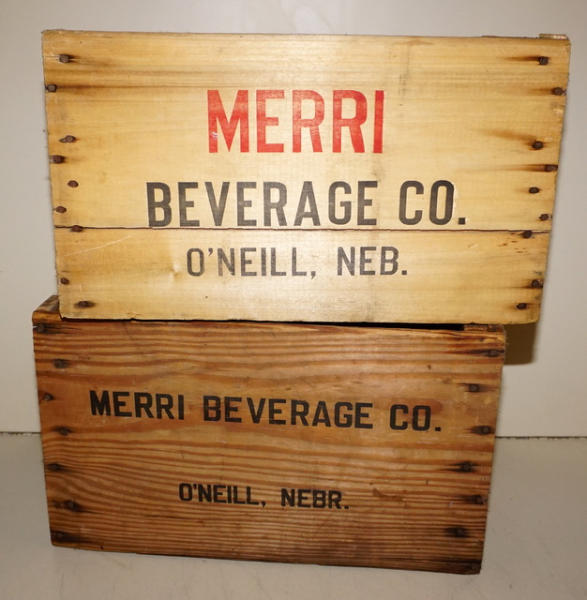 MERRI
BEVERAGE CO.
O'NEILL, NEB.
MERRI BEVERAGE CO.
O'NEILL, NEBR.